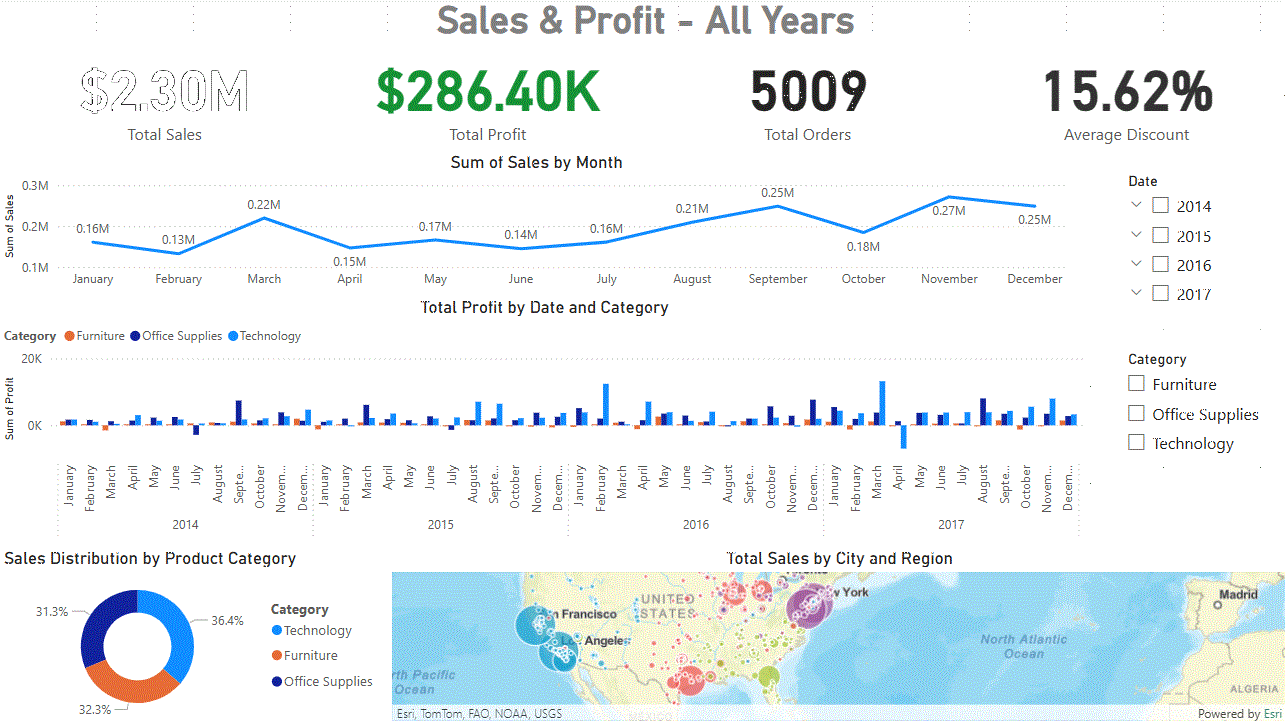 Sales & Profit - All Years
$2.30M $286.40K 5009 15.62%
Total Sales Total Profit Total Orders Average Discount
Sum of Sales by Month
Sum of Sales
0.3M
0.2M
0.1M
0.16M 0.13M 0.22M 0.15M 0.17M 0.14M 0.16M 0.21M 0.25M 0.18M 0.27M 0.25M
January February March April May June July August September October November December
Date
2014
2015
2016
2017
Total Profit by Date and Category
Category Furniture Office Supplies Technology
Sum of Profit
20K
0K
January February March April May June July August Septe... October Novem... Decem... January February March April May June July August Septe... October Novem... Decem... January February March April May June July August Septe... October Novem... Decem... January February March April May June July August Septe... October Novem... Decem...
2014 2015 2016 2017
Category
Furniture
Office Supplies
Technology
Sales Distribution by Product Category
31.3%
36.4%
32.3%
Category
Technology
Furniture
Office Supplies
Total Sales by City and Region
UNITED
STATES
n Francisco
Los Angele
w York
Madrid
North Atlantic
Ocean
rth Pacific
Ocean
ALGERIA
MEXICO
Esri, TomTom, FAO, NOAA, USGS
Powered by Esri